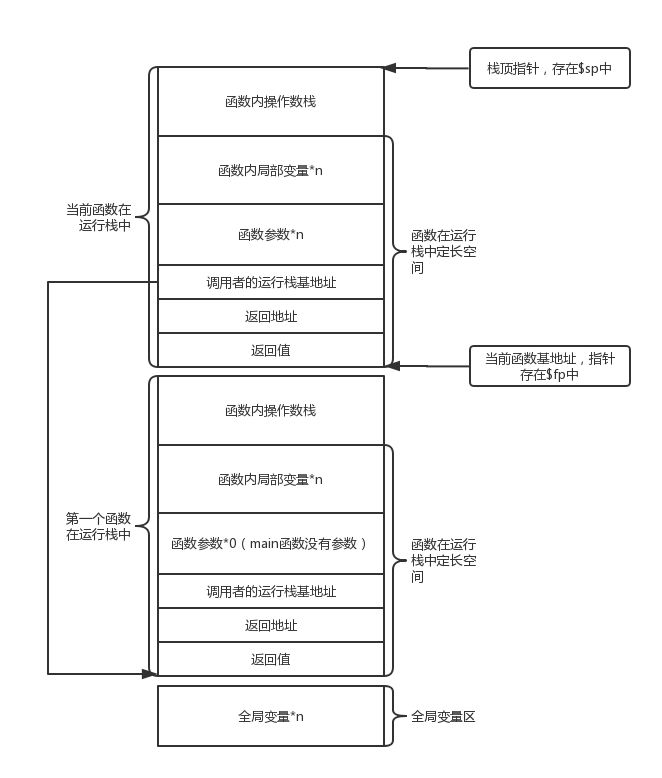 栈顶指针，存在$sp中
函数内操作数栈
函数内局部变量*n
当前函数在
运行栈中
函数参数*n
函数在运行
栈中定长空
间
调用者的运行栈基地址
返回地址
返回值
当前函数基地址，指针
存在$fp中
函数内操作数栈
函数内局部变量*n
第一个函数
在运行栈中
函数参数*0（main函数没有参数）
函数在运行
栈中定长空
间
调用者的运行栈基地址
返回地址
返回值
全局变量*n
全局变量区